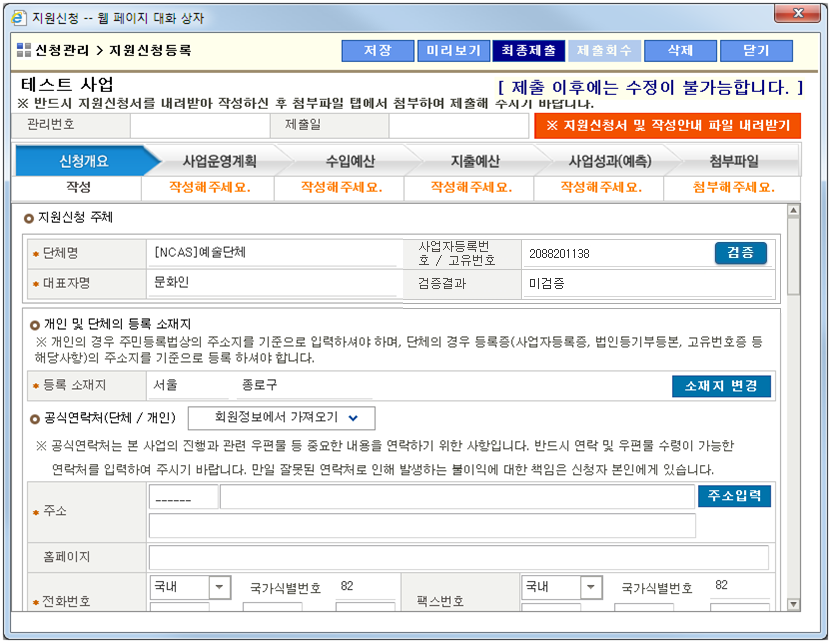 지원신청 -- 웹 페이지 대화 상자
신청관리 > 지원신청등록
저장 미리보기 최종제출 제출회수 삭제 닫기
테스트 사업
[ 제출 이후에는 수정이 불가능합니다. ]
※ 반드시 지원신청서를 내려받아 작성하신 후 첨부파일 탭에서 첨부하여 제출해 주시기 바랍니다.
관리번호 제출일 ※ 지원신청서 및 작성안내 파일 내려받기
신청개요 사업운영계획 수입예산 지출예산 사업성과(예측) 첨부파일
작성 작성해주세요. 작성해주세요. 작성해주세요. 작성해주세요. 첨부해주세요.
지원신청 주체
* 단체명 [NCAS]예술단체 사업자등록번
호 / 고유번호 2088201138 검증
* 대표자명 문화인 검증결과 미검증
개인 및 단체의 등록 소재지
※ 개인의 경우 주민등록법상의 주소지를 기준으로 입력하셔야 하며, 단체의 경우 등록증(사업자등록증, 법인등기부등본, 고유번호증 등
해당사항)의 주소지를 기준으로 등록 하셔야 합니다.
* 등록 소재지 서울 종로구 소재지 변경
공식연락처(단체 / 개인) 회원정보에서 가져오기
※ 공식연락처는 본 사업의 진행과 관련 우편물 등 중요한 내용을 연락하기 위한 사항입니다. 반드시 연락 및 우편물 수령이 가능한
연락처를 입력하여 주시기 바랍니다. 만일 잘못된 연락처로 인해 발생하는 불이익에 대한 책임은 신청자 본인에게 있습니다.
* 주소 ______ 주소입력
홈페이지
* 전화번호 국내 국가식별번호 82 팩스번호 국내 국가식별번호 82